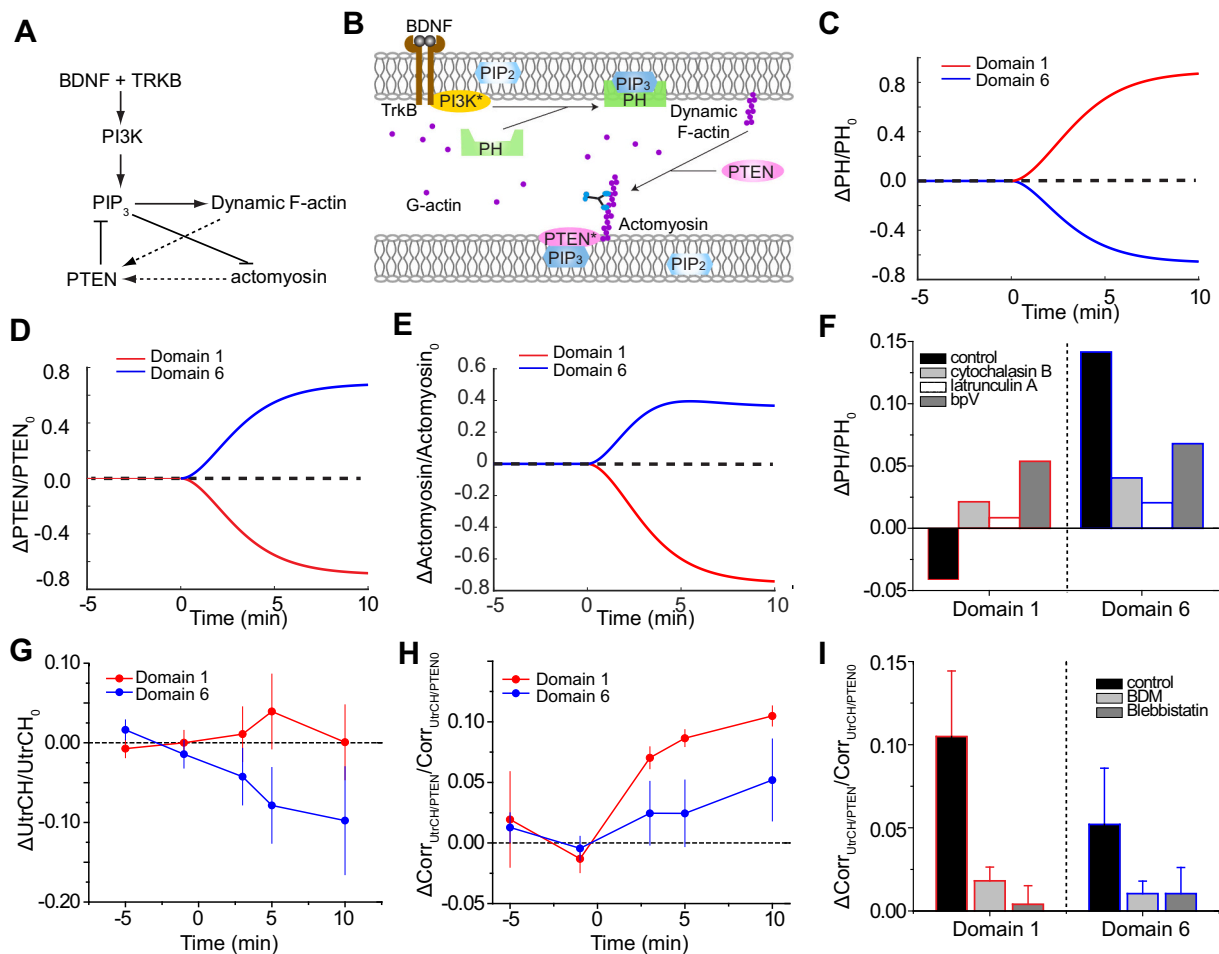 A
BDNF + TRKB
PI3K
PIP3
Dynamic F-actin
PTEN
actomyosin
B
BDNF
PIP2
PIP3
PH
TrkB
PI3K*
Dynamic
F-actin
PH
PTEN
G-actin
Actomyosin
PTEN*
PIP3
PIP2
C
Domain 1
Domain 6
ΔPH/PH0
0.8
0.4
0.0
-0.4
-0.8
-5
0
5
10
Time (min)
D
Domain 1
Domain 6
ΔPTEN/PTEN0
0.8
0.4
0.0
-0.4
-0.8
-5
0
5
10
Time (min)
E
Domain 1
Domain 6
ΔActomyosin/Actomyosin0
0.8
0.4
0.2
0
-0.2
-0.4
-0.6
-0.8
-5
0
5
10
Time (min)
F
control
cytochalasin B
latrunculin A
bpV
ΔPH/PH0
0.15
0.10
0.05
0.00
-0.05
Domain 1
Domain 6
G
Domain 1
Domain 6
ΔUtrCH/UtrCH0
0.10
0.00
-0.10
-0.20
-5
0
5
10
Time (min)
H
Domain 1
Domain 6
ΔCorrUtrCH/PTEN/CorrUtrCH/PTEN0
0.15
0.10
0.05
0.00
-0.05
-5
0
5
10
Time (min)
I
control
BDM
Blebbistatin
ΔCorrUtrCH/PTEN/CorrUtrCH/PTEN0
0.15
0.10
0.05
0.00
Domain 1
Domain 6